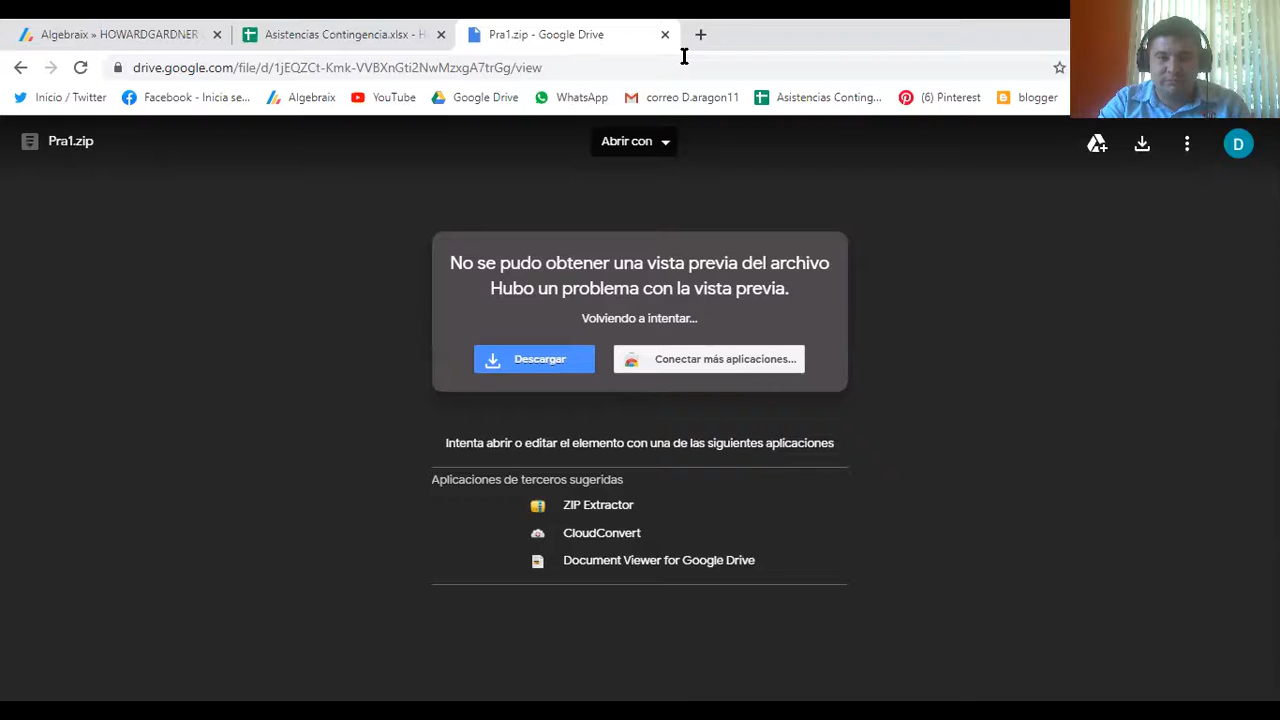 Algebraix » HOWARDGARDNER
Asistencias Contingencia.xlsx - H
Pra1.zip - Google Drive
drive.google.com/file/d/1jEQZCt-Kmk-VVBXnGti2NwMzxgA7trGg/view
Inicio / Twitter
Facebook - Inicia se...
Algebraix
YouTube
Google Drive
WhatsApp
correo D.aragon11
Asistencias Conting...
(6) Pinterest
blogger
Pra1.zip
Abrir con
D
No se pudo obtener una vista previa del archivo
Hubo un problema con la vista previa.
Volviendo a intentar...
Descargar
Conectar más aplicaciones...
Intenta abrir o editar el elemento con una de las siguientes aplicaciones
Aplicaciones de terceros sugeridas
ZIP Extractor
CloudConvert
Document Viewer for Google Drive